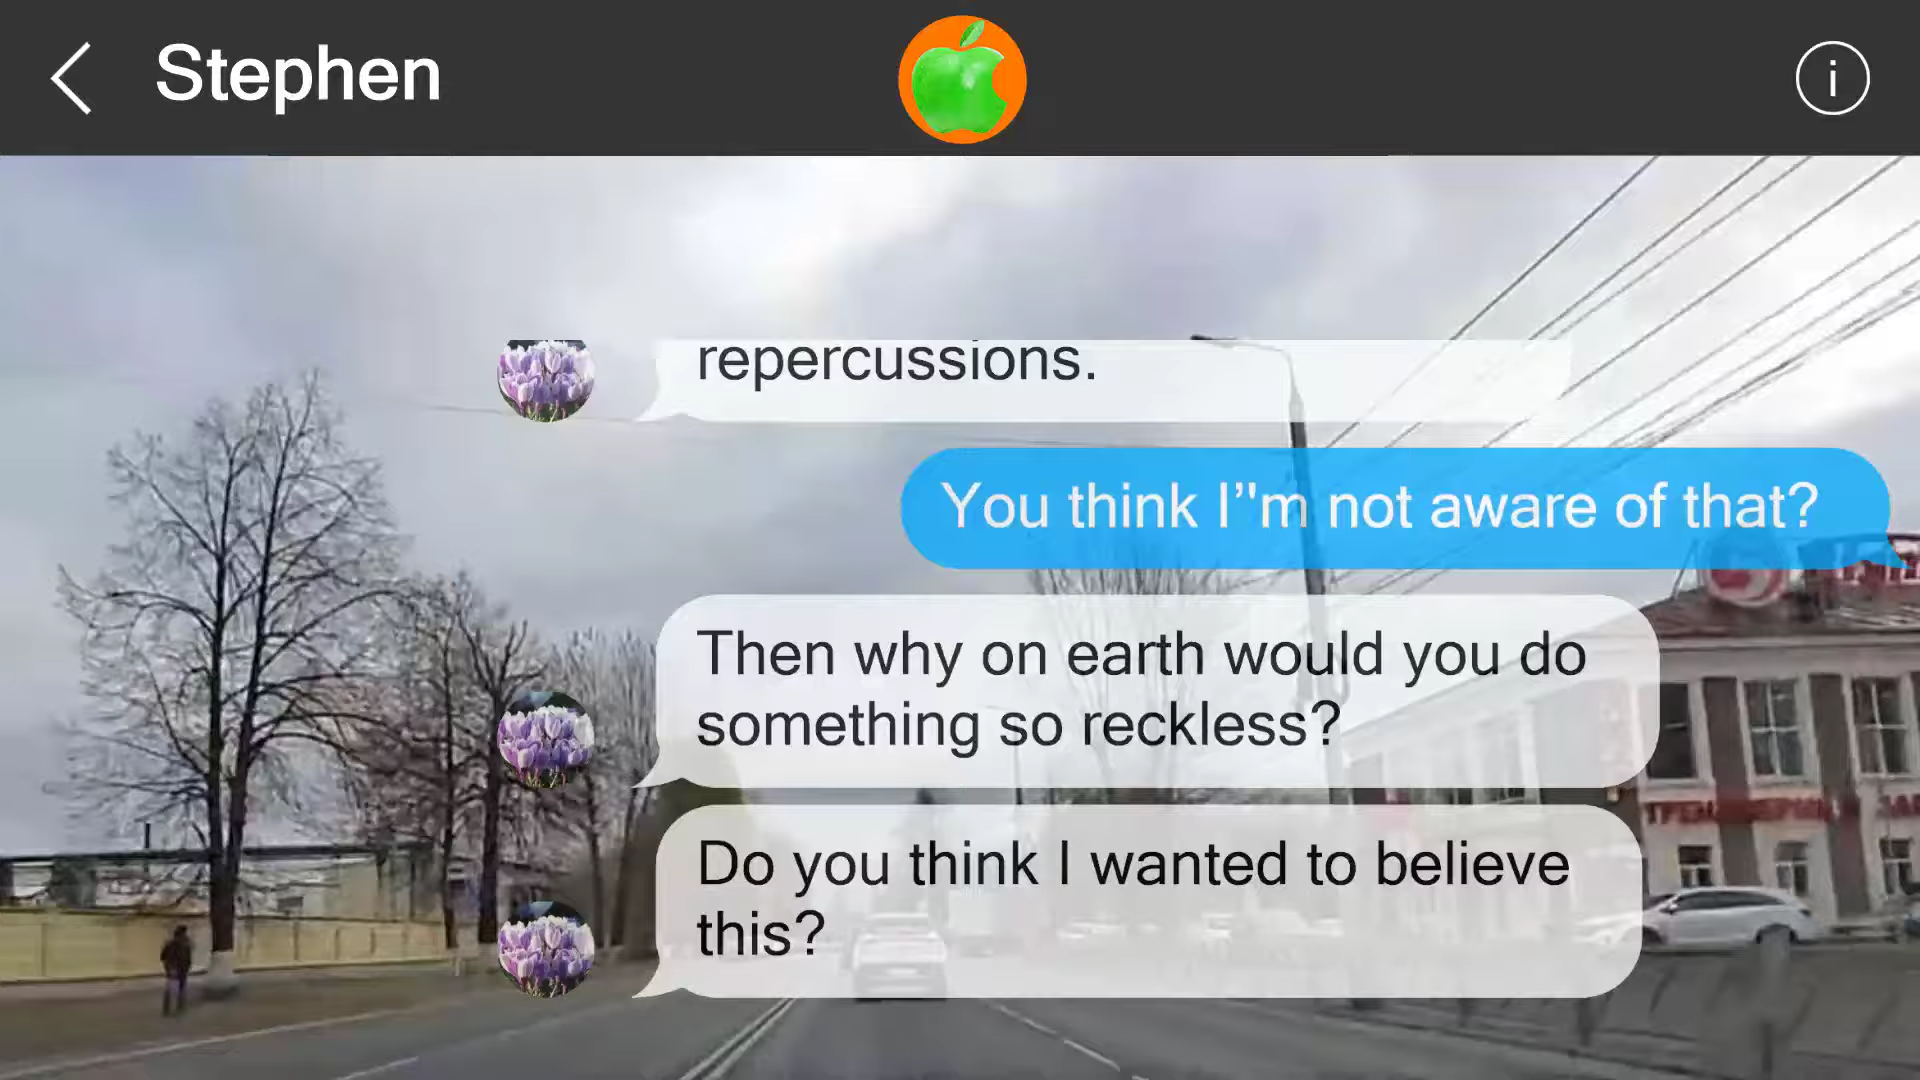 Stephen
i
repercussions.
You think I’'m not aware of that?
Then why on earth would you do
something so reckless?
Do you think I wanted to believe
this?